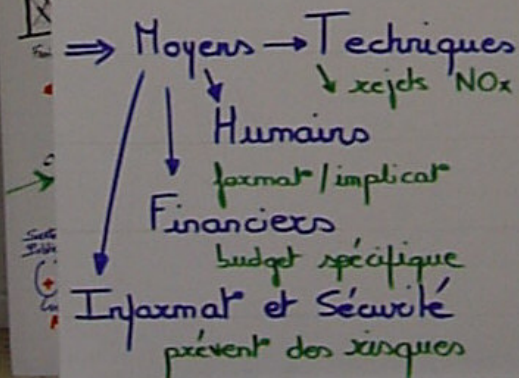 ⇒ Moyens → Techniques
↘ rejets NOx
Humains
format°/implicat°
Financiers
budget spécifique
Informat° et Sécurité
prévent° des risques